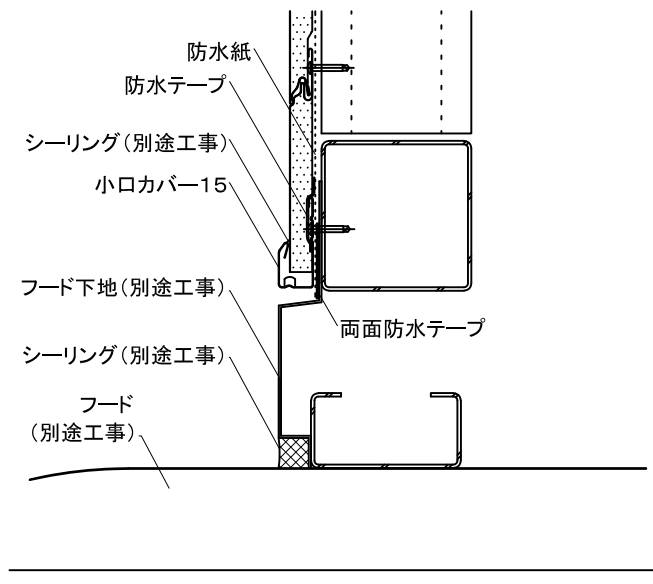 防水紙
防水テープ
シーリング(別途工事)
小口カバー15
フード下地(別途工事)
両面防水テープ
シーリング(別途工事)
フード
(別途工事)